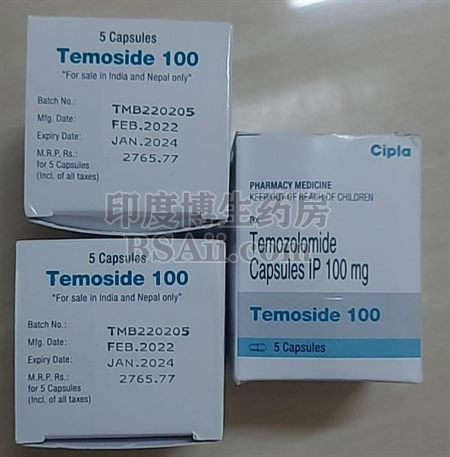 5 Capsules
Temoside 100
"For sale in India and Nepal only"
Batch No.: TMB220205
Mfg. Date: FEB.2022
Expiry Date: JAN.2024
M.R.P. Rs.: 2765.77
for 5 Capsules
(Incl. of all taxes)
Cipla
PHARMACY MEDICINE
KEEP OUT OF REACH OF CHILDREN
Rx
Temozolomide
Capsules IP 100 mg
Temoside 100
5 Capsules
印度博生药房
BSAii.com
5 Capsules
Temoside 100
"For sale in India and Nepal only"
Batch No.: TMB220205
Mfg. Date: FEB.2022
Expiry Date: JAN.2024
M.R.P. Rs.: 2765.77
for 5 Capsules
(Incl. of all taxes)